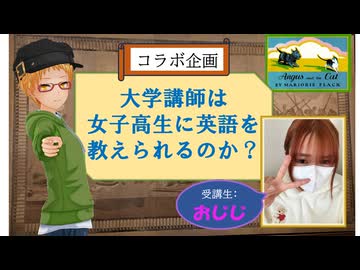 コラボ企画
大学講師は
女子高生に英語を
教えられるのか？
Angus and the Cat
BY MARJORIE FLACK
受講生：
おじじ